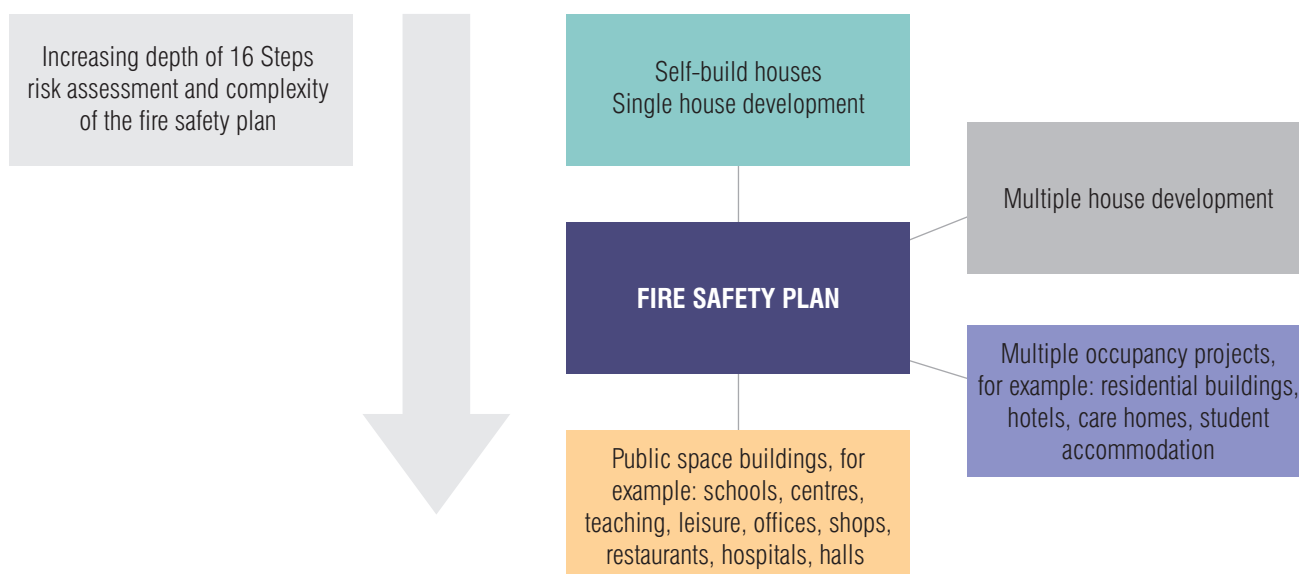 Increasing depth of 16 Steps
risk assessment and complexity
of the fire safety plan
Self-build houses
Single house development
Multiple house development
FIRE SAFETY PLAN
Multiple occupancy projects,
for example: residential buildings,
hotels, care homes, student
accommodation
Public space buildings, for
example: schools, centres,
teaching, leisure, offices, shops,
restaurants, hospitals, halls